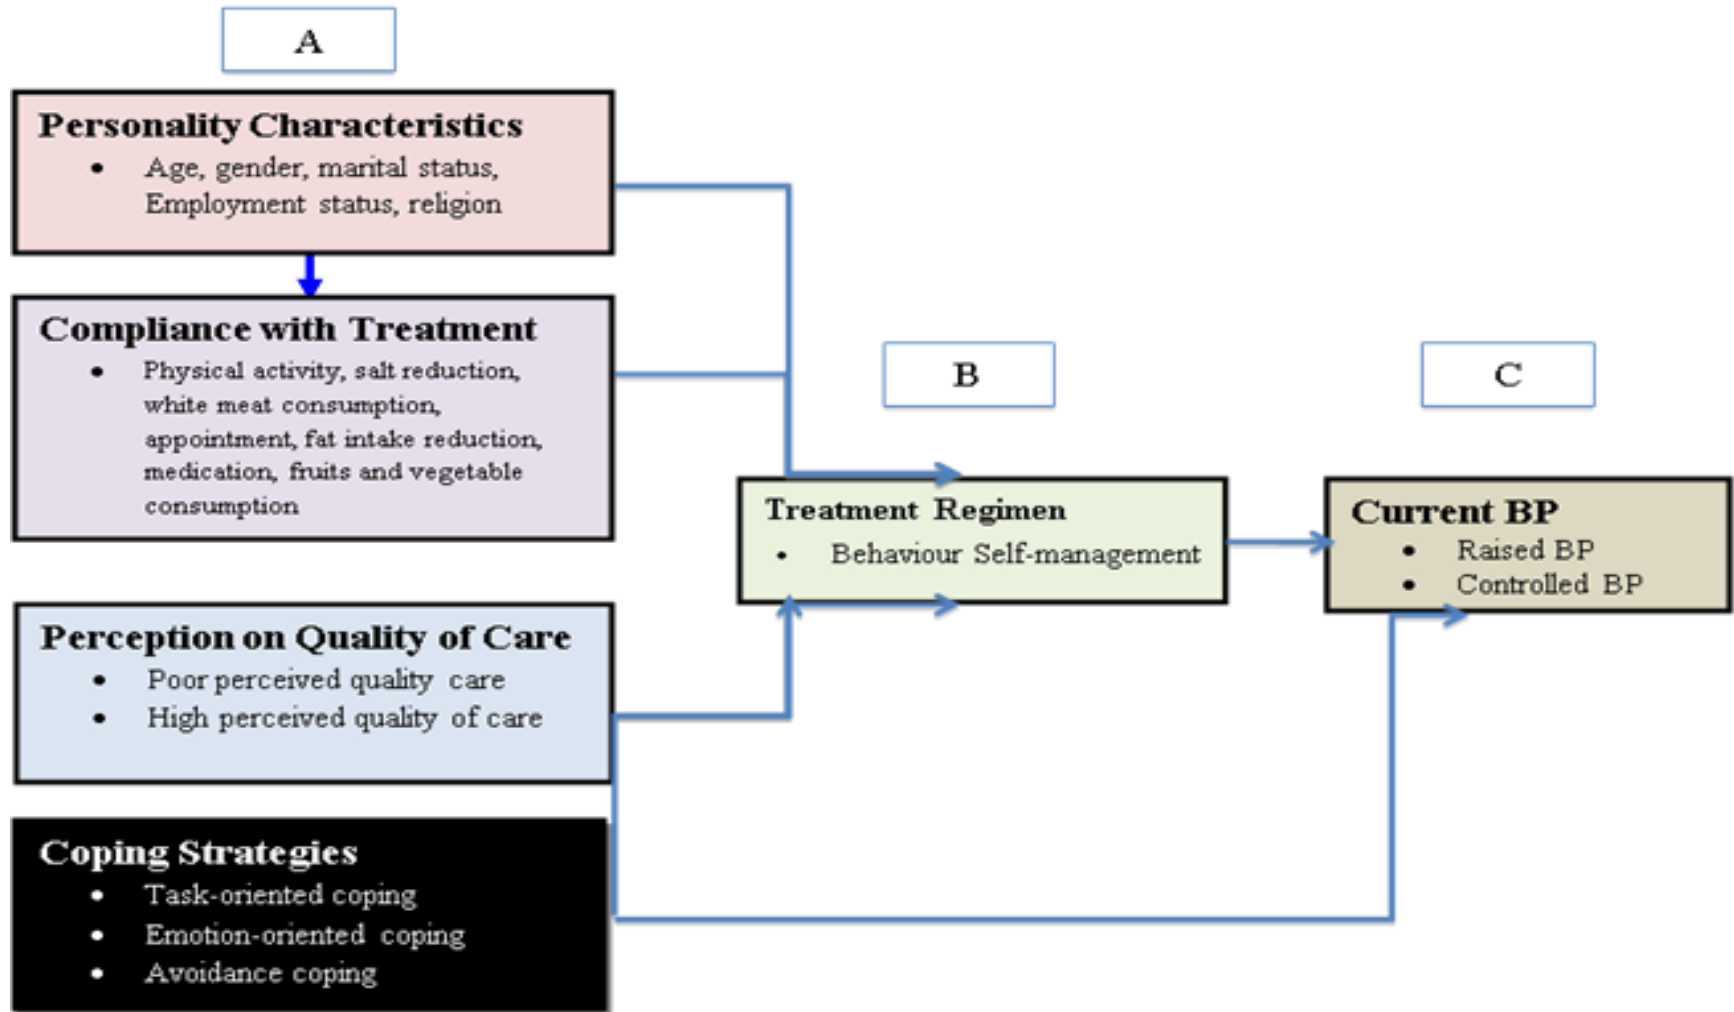 A
Personality Characteristics
• Age, gender, marital status,
Employment status, religion
Compliance with Treatment
• Physical activity, salt reduction,
white meat consumption,
appointment, fat intake reduction,
medication, fruits and vegetable
consumption
Perception on Quality of Care
• Poor perceived quality care
• High perceived quality of care
Coping Strategies
• Task-oriented coping
• Emotion-oriented coping
• Avoidance coping
B
Treatment Regimen
• Behaviour Self-management
C
Current BP
• Raised BP
• Controlled BP